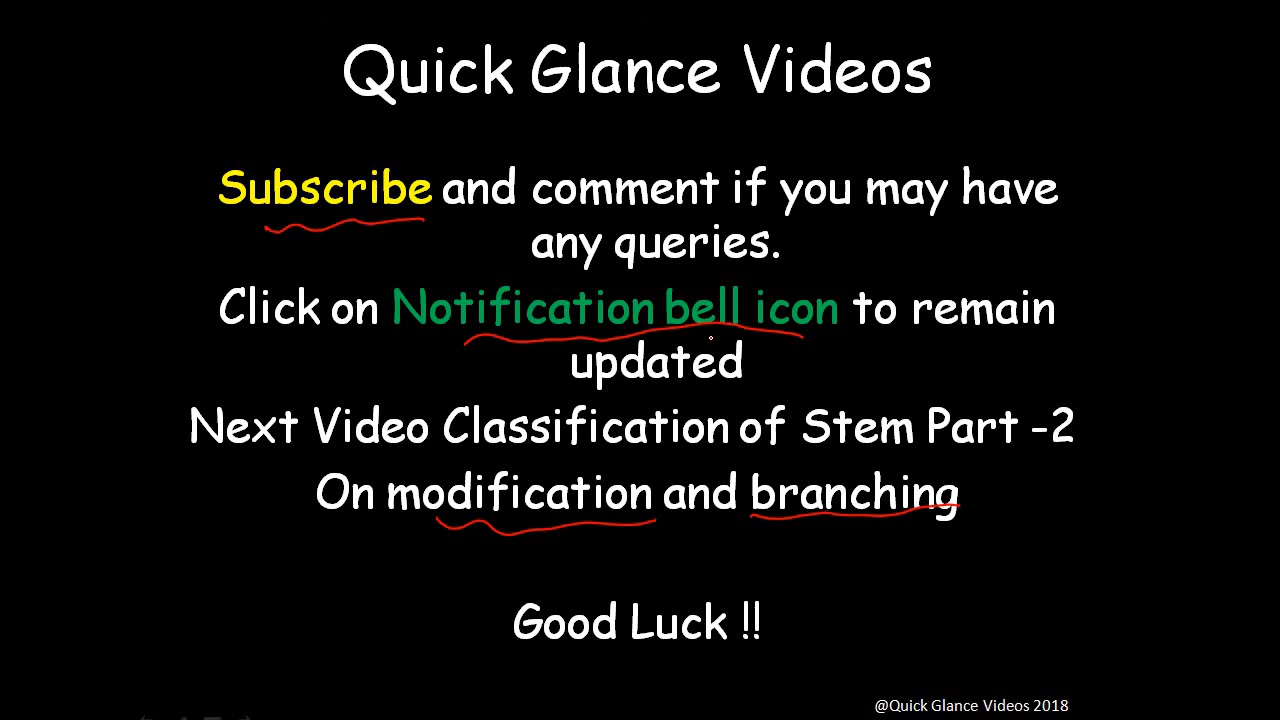 Quick Glance Videos
Subscribe and comment if you may have
any queries.
Click on Notification bell icon to remain
updated
Next Video Classification of Stem Part -2
On modification and branching
Good Luck !!
@Quick Glance Videos 2018